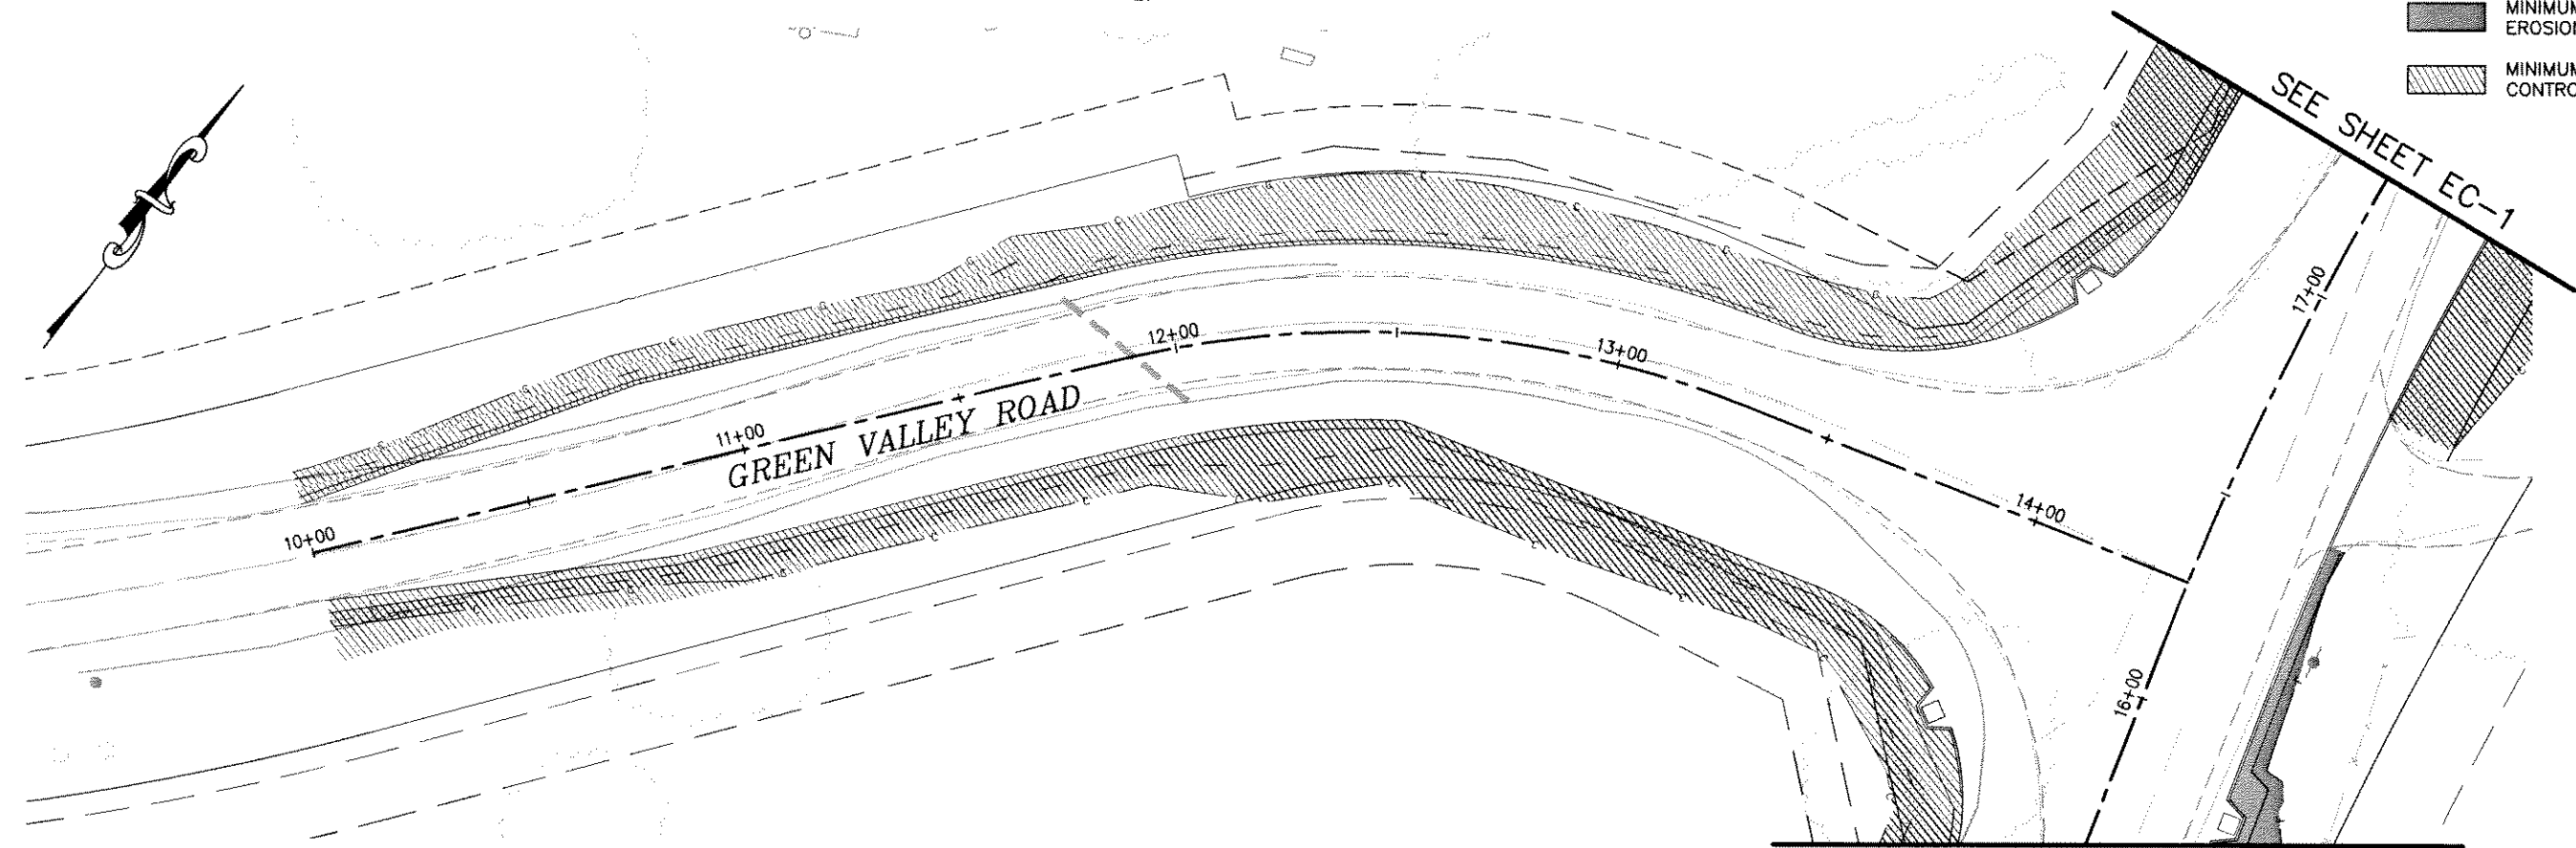 MINIMUM
EROSION
MINIMUM
CONTRO
SEE SHEET EC-1
17+00
12+00
13+00
11+00
GREEN VALLEY ROAD
14+00
10+00
16+00